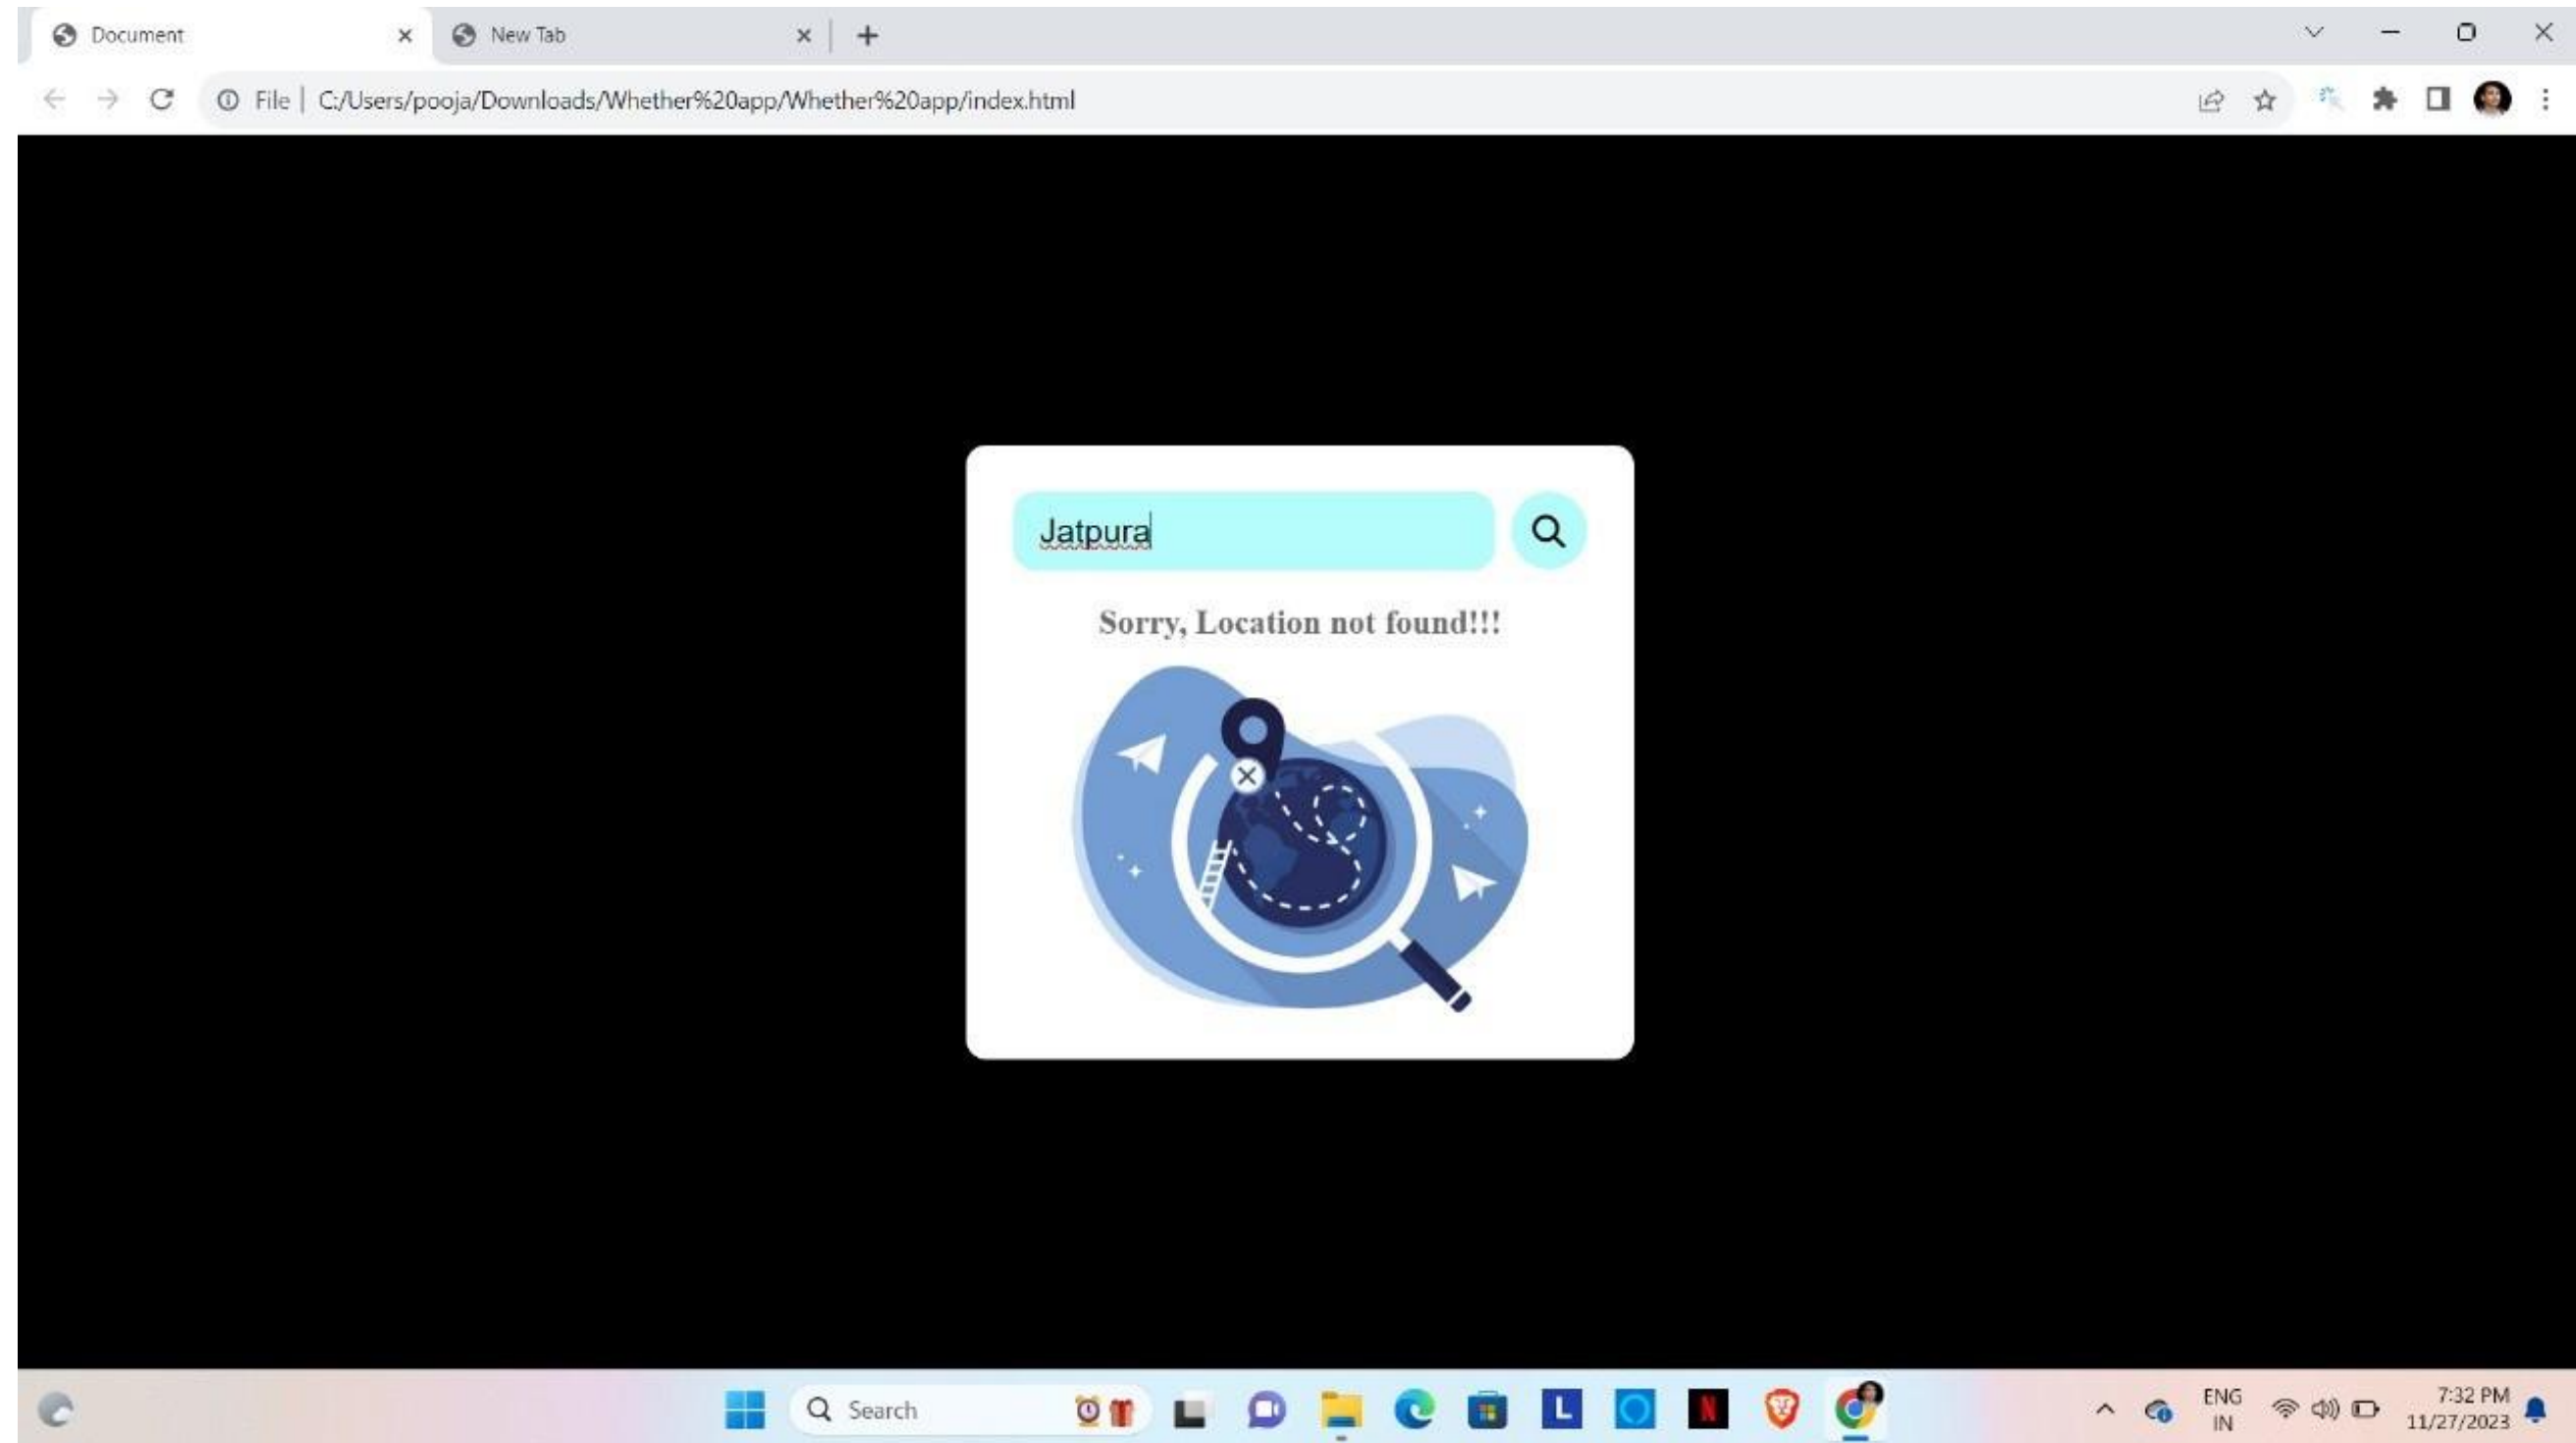 Document
New Tab
File | C:/Users/pooja/Downloads/Whether%20app/Whether%20app/index.html
Jatpura
Sorry, Location not found!!!
Search
L
N
ENG
IN
7:32 PM
11/27/2023